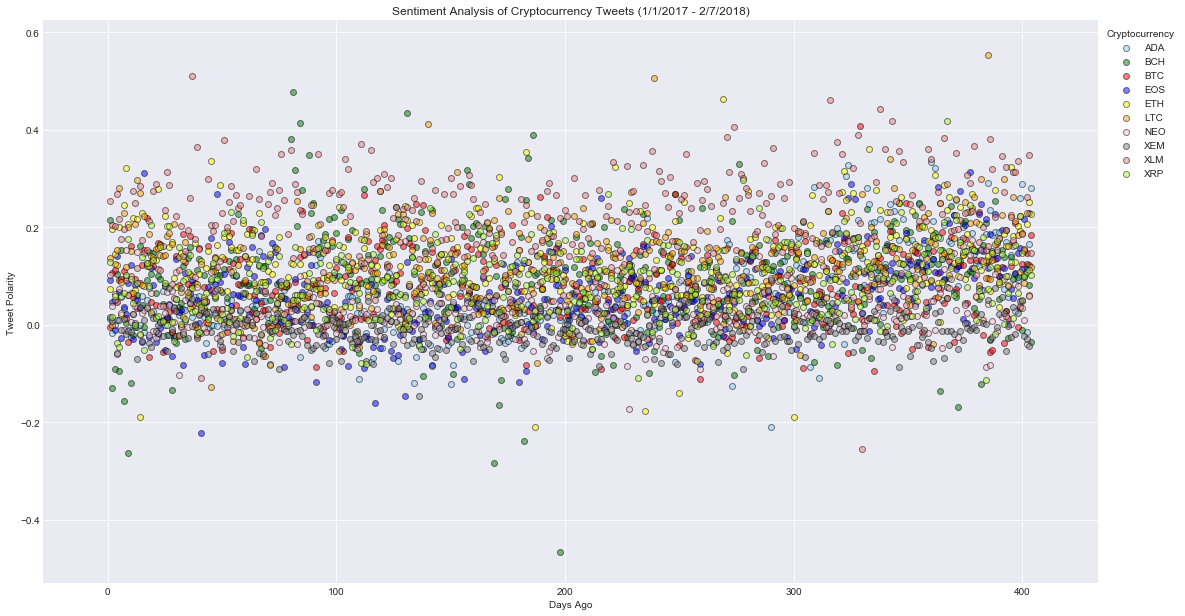 Sentiment Analysis of Cryptocurrency Tweets (1/1/2017 - 2/7/2018)
Cryptocurrency
ADA
BCH
BTC
EOS
ETH
LTC
NEO
XEM
XLM
XRP
Tweet Polarity
0.6
0.4
0.2
0.0
−0.2
−0.4
0
100
200
300
400
Days Ago